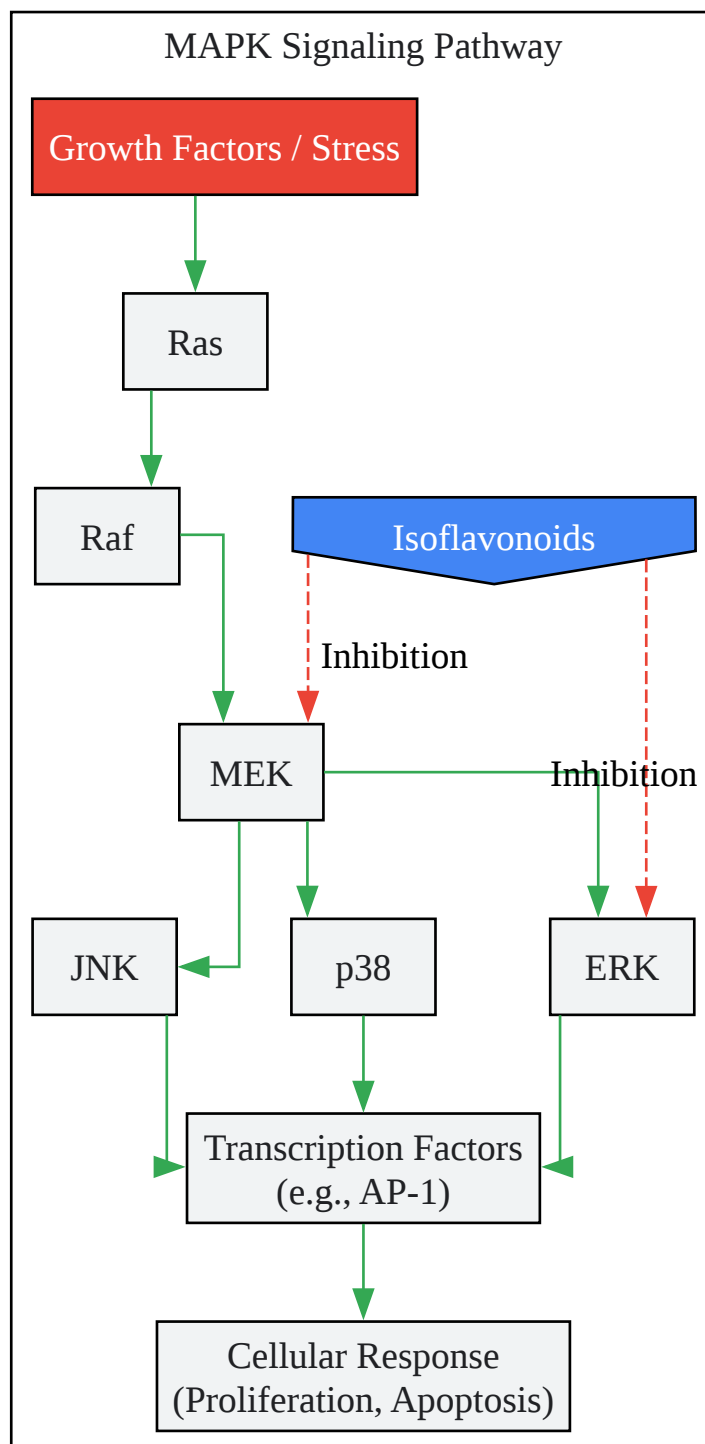 MAPK Signaling Pathway
Growth Factors / Stress
Ras
Raf
Isoflavonoids
Inhibition
MEK
Inhibition
JNK
p38
ERK
Transcription Factors
(e.g., AP-1)
Cellular Response
(Proliferation, Apoptosis)